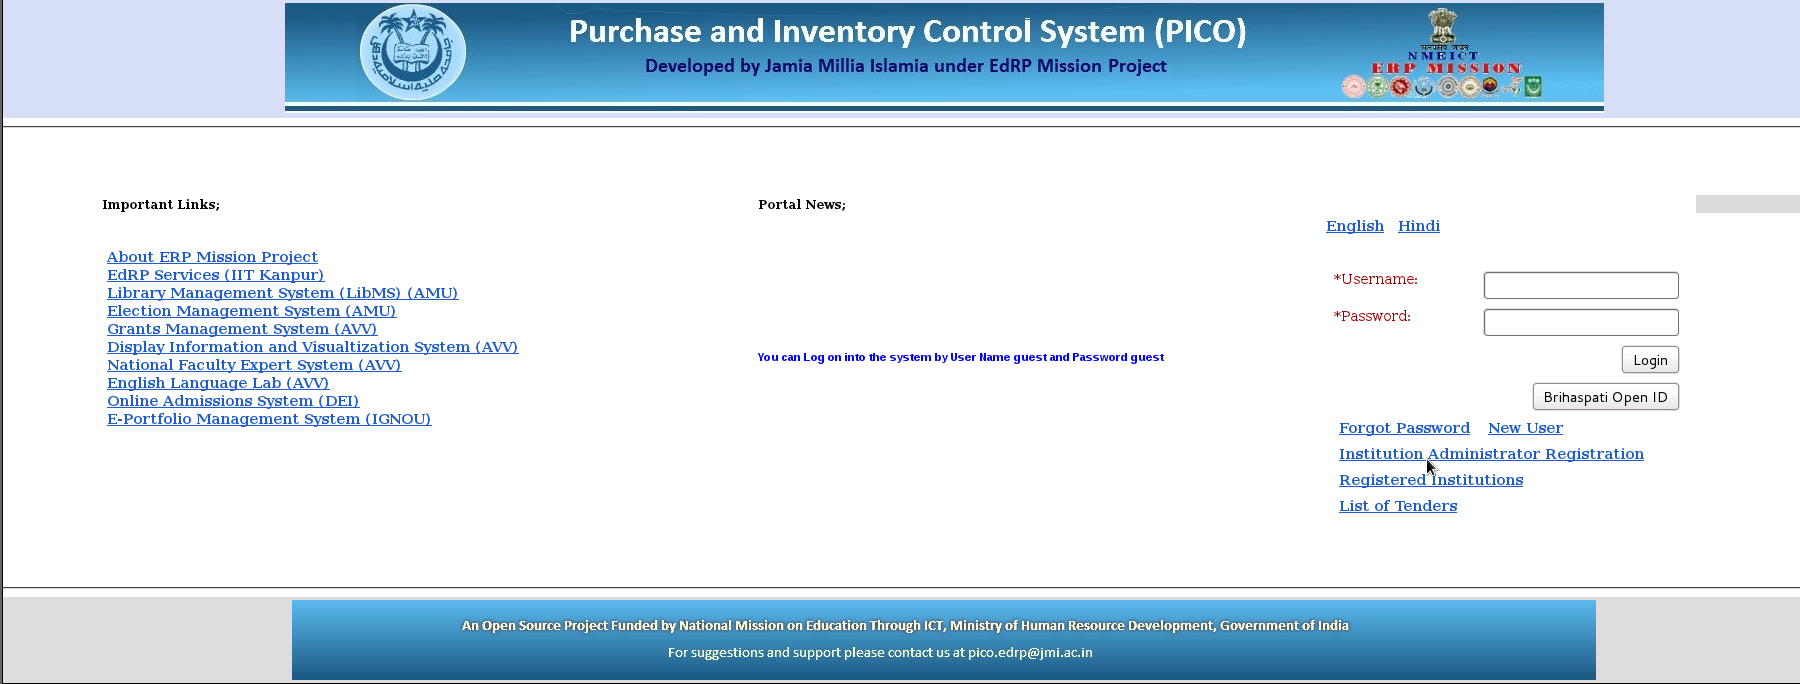 Purchase and Inventory Control System (PICO)
Developed by Jamia Millia Islamia under EdRP Mission Project
NMEICT
ERP MISSION
Important Links;
About ERP Mission Project
EdRP Services (IIT Kanpur)
Library Management System (LibMS) (AMU)
Election Management System (AMU)
Grants Management System (AVV)
Display Information and Visualtization System (AVV)
National Faculty Expert System (AVV)
English Language Lab (AVV)
Online Admissions System (DEI)
E-Portfolio Management System (IGNOU)
Portal News;
You can Log on into the system by User Name guest and Password guest
English Hindi
*Username:
*Password:
Login
Brihaspati Open ID
Forgot Password New User
Institution Administrator Registration
Registered Institutions
List of Tenders
An Open Source Project Funded by National Mission on Education Through ICT, Ministry of Human Resource Development, Government of India
For suggestions and support please contact us at pico.edrp@jmi.ac.in